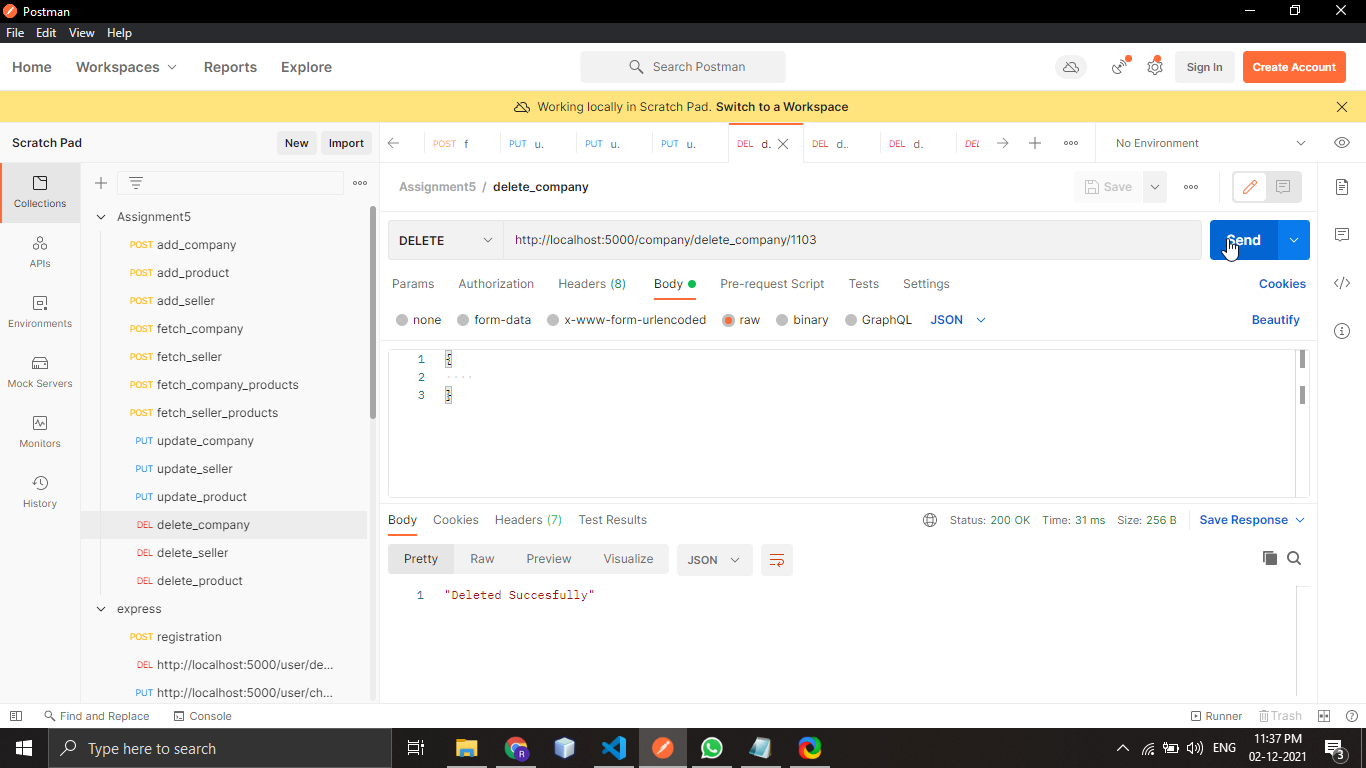 Postman
File Edit View Help
Home Workspaces Reports Explore Search Postman Sign In Create Account
Working locally in Scratch Pad. Switch to a Workspace
Scratch Pad New Import
POST f PUT u. PUT u. PUT u. DEL d. DEL d.. DEL d. DEL No Environment
Collections
APIs
Environments
Mock Servers
Monitors
History
Assignment5
POST add_company
POST add_product
POST add_seller
POST fetch_company
POST fetch_seller
POST fetch_company_products
POST fetch_seller_products
PUT update_company
PUT update_seller
PUT update_product
DEL delete_company
DEL delete_seller
DEL delete_product
express
POST registration
DEL http://localhost:5000/user/de...
PUT http://localhost:5000/user/ch...
Assignment5 / delete_company Save
DELETE http://localhost:5000/company/delete_company/1103 Send
Params Authorization Headers (8) Body Pre-request Script Tests Settings Cookies
none form-data x-www-form-urlencoded raw binary GraphQL JSON Beautify
1 {
2 ....
3 }
Body Cookies Headers (7) Test Results Status: 200 OK Time: 31 ms Size: 256 B Save Response
Pretty Raw Preview Visualize JSON
1 "Deleted Succesfully"
Find and Replace Console Runner Trash
Type here to search R ENG 11:37 PM
02-12-2021 3